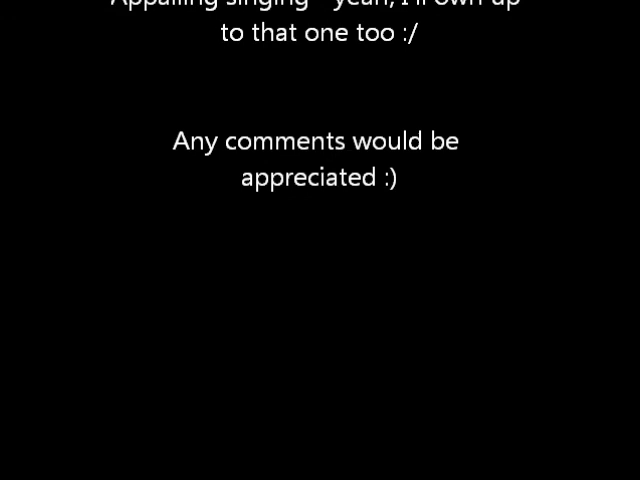 Appalling singing - yeah, I'll own up
to that one too :/
Any comments would be
appreciated :)